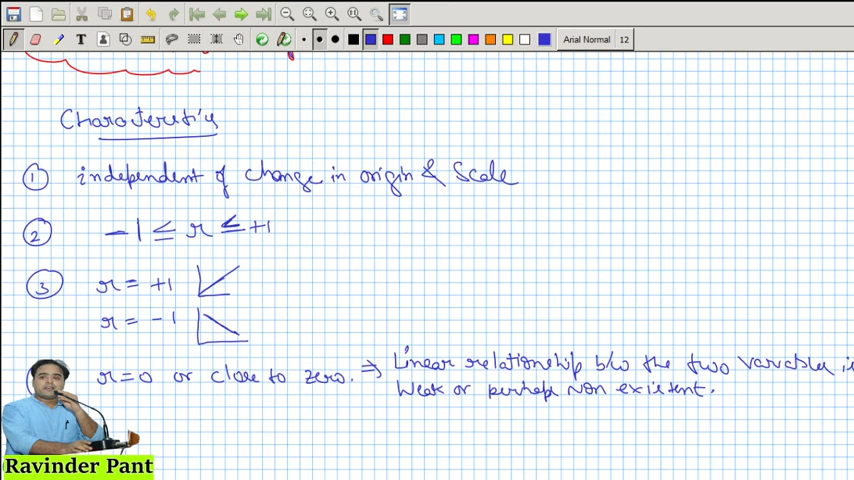 Arial Normal 12
Characteristics
① independent of change in origin & Scale
② -1 ≤ r ≤ +1
③ r = +1
r = -1
r=0 or close to zero. ⇒ Linear relationship b/w the two variables is
Weak or perhaps Non existent.
Ravinder Pant